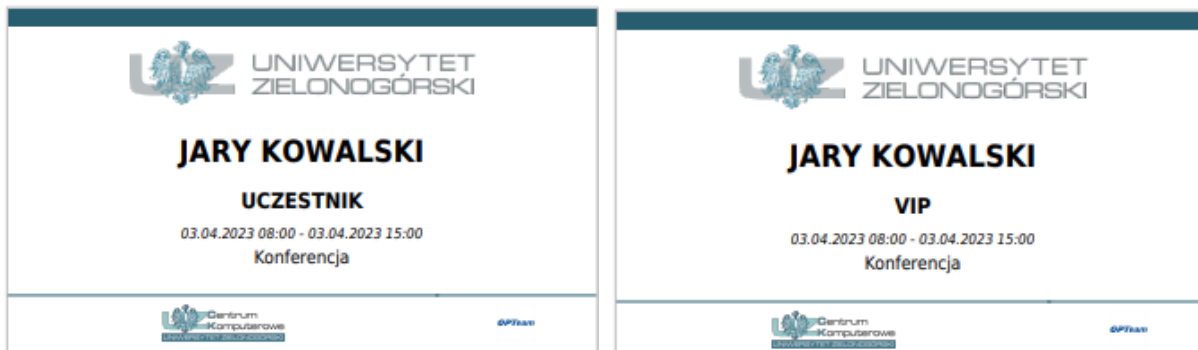 UNIWERSYTET
ZIELONOGÓRSKI
JARY KOWALSKI
UCZESTNIK
03.04.2023 08:00 - 03.04.2023 15:00
Konferencja
Centrum
Komputerowe
UNIWERSYTET ZIELONOGÓRSKI
OPTeam
UNIWERSYTET
ZIELONOGÓRSKI
JARY KOWALSKI
VIP
03.04.2023 08:00 - 03.04.2023 15:00
Konferencja
Centrum
Komputerowe
UNIWERSYTET ZIELONOGÓRSKI
OPTeam